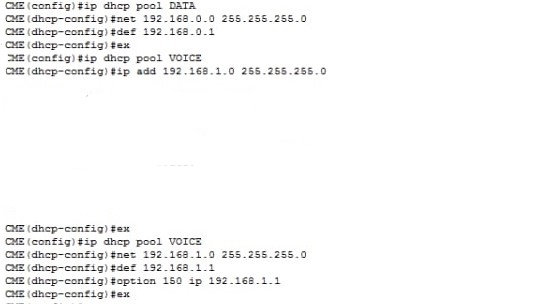 CME(config)#ip dhcp pool DATA
CME(dhcp-config)#net 192.168.0.0 255.255.255.0
CME(dhcp-config)#def 192.168.0.1
CME(dhcp-config)#ex
CME(config)#ip dhcp pool VOICE
CME(dhcp-config)#ip add 192.168.1.0 255.255.255.0
CME(dhcp-config)#ex
CME(config)#ip dhcp pool VOICE
CME(dhcp-config)#net 192.168.1.0 255.255.255.0
CME(dhcp-config)#def 192.168.1.1
CME(dhcp-config)#option 150 ip 192.168.1.1
CME(dhcp-config)#ex